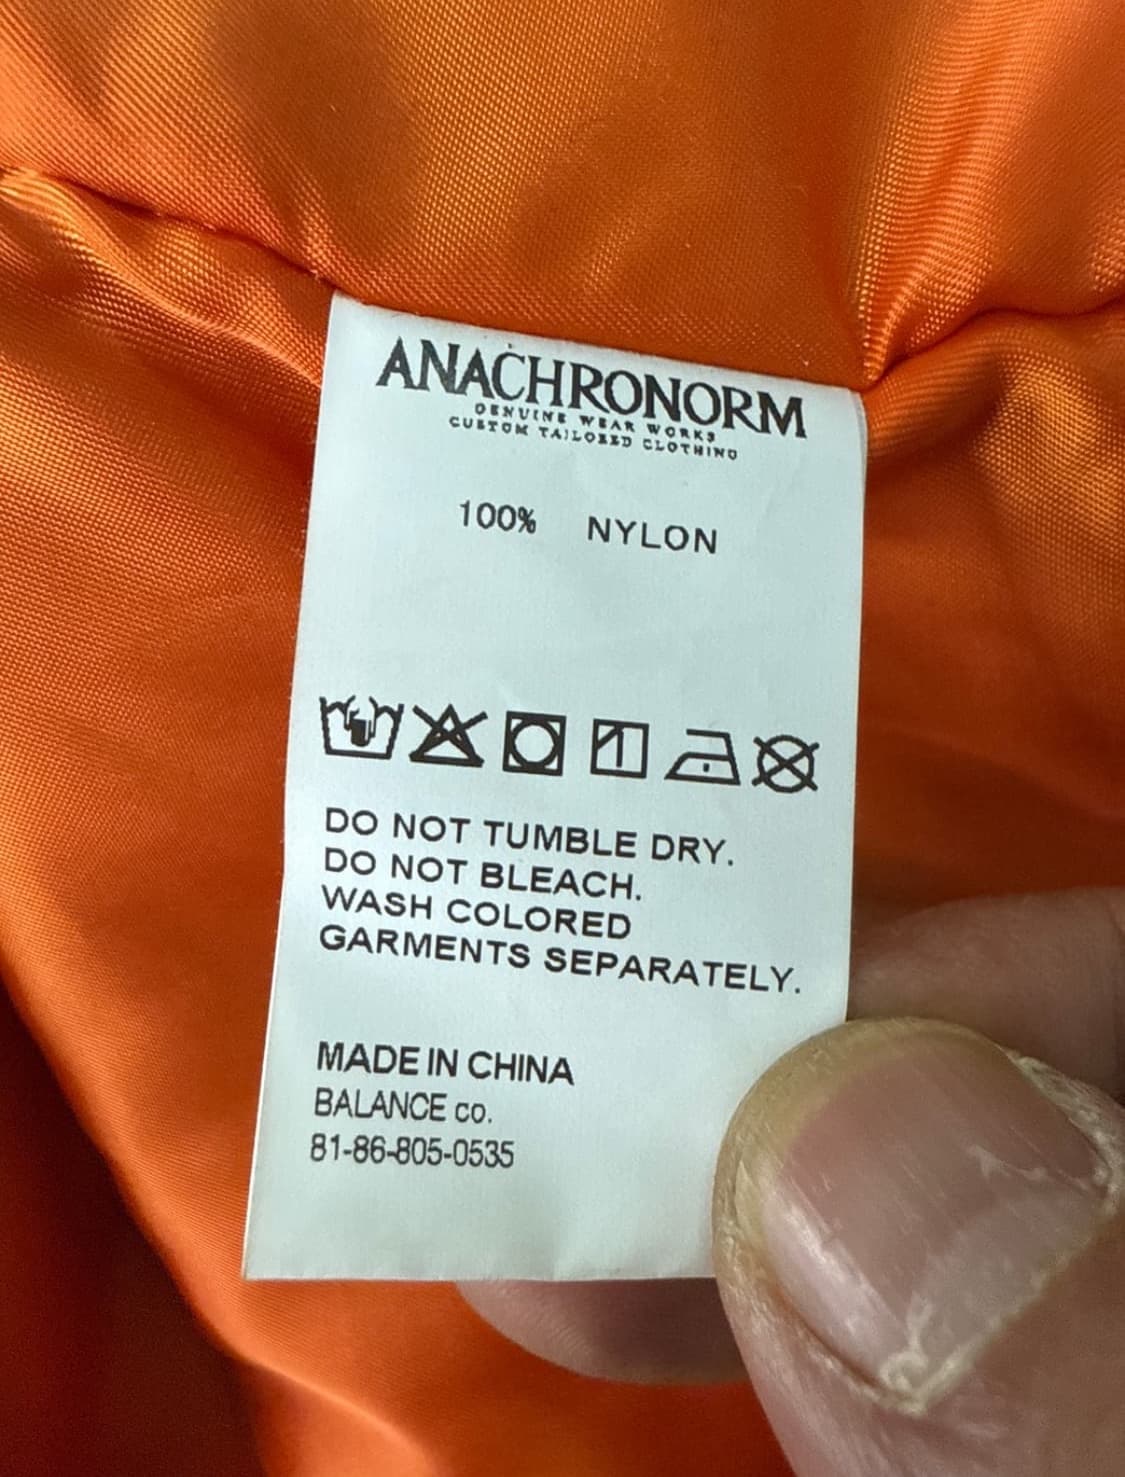 ANACHRONORM
GENUINE WEAR WORKS
CUSTOM TAILORED CLOTHING
100% NYLON
DO NOT TUMBLE DRY.
DO NOT BLEACH.
WASH COLORED
GARMENTS SEPARATELY.
MADE IN CHINA
BALANCE co.
81-86-805-0535